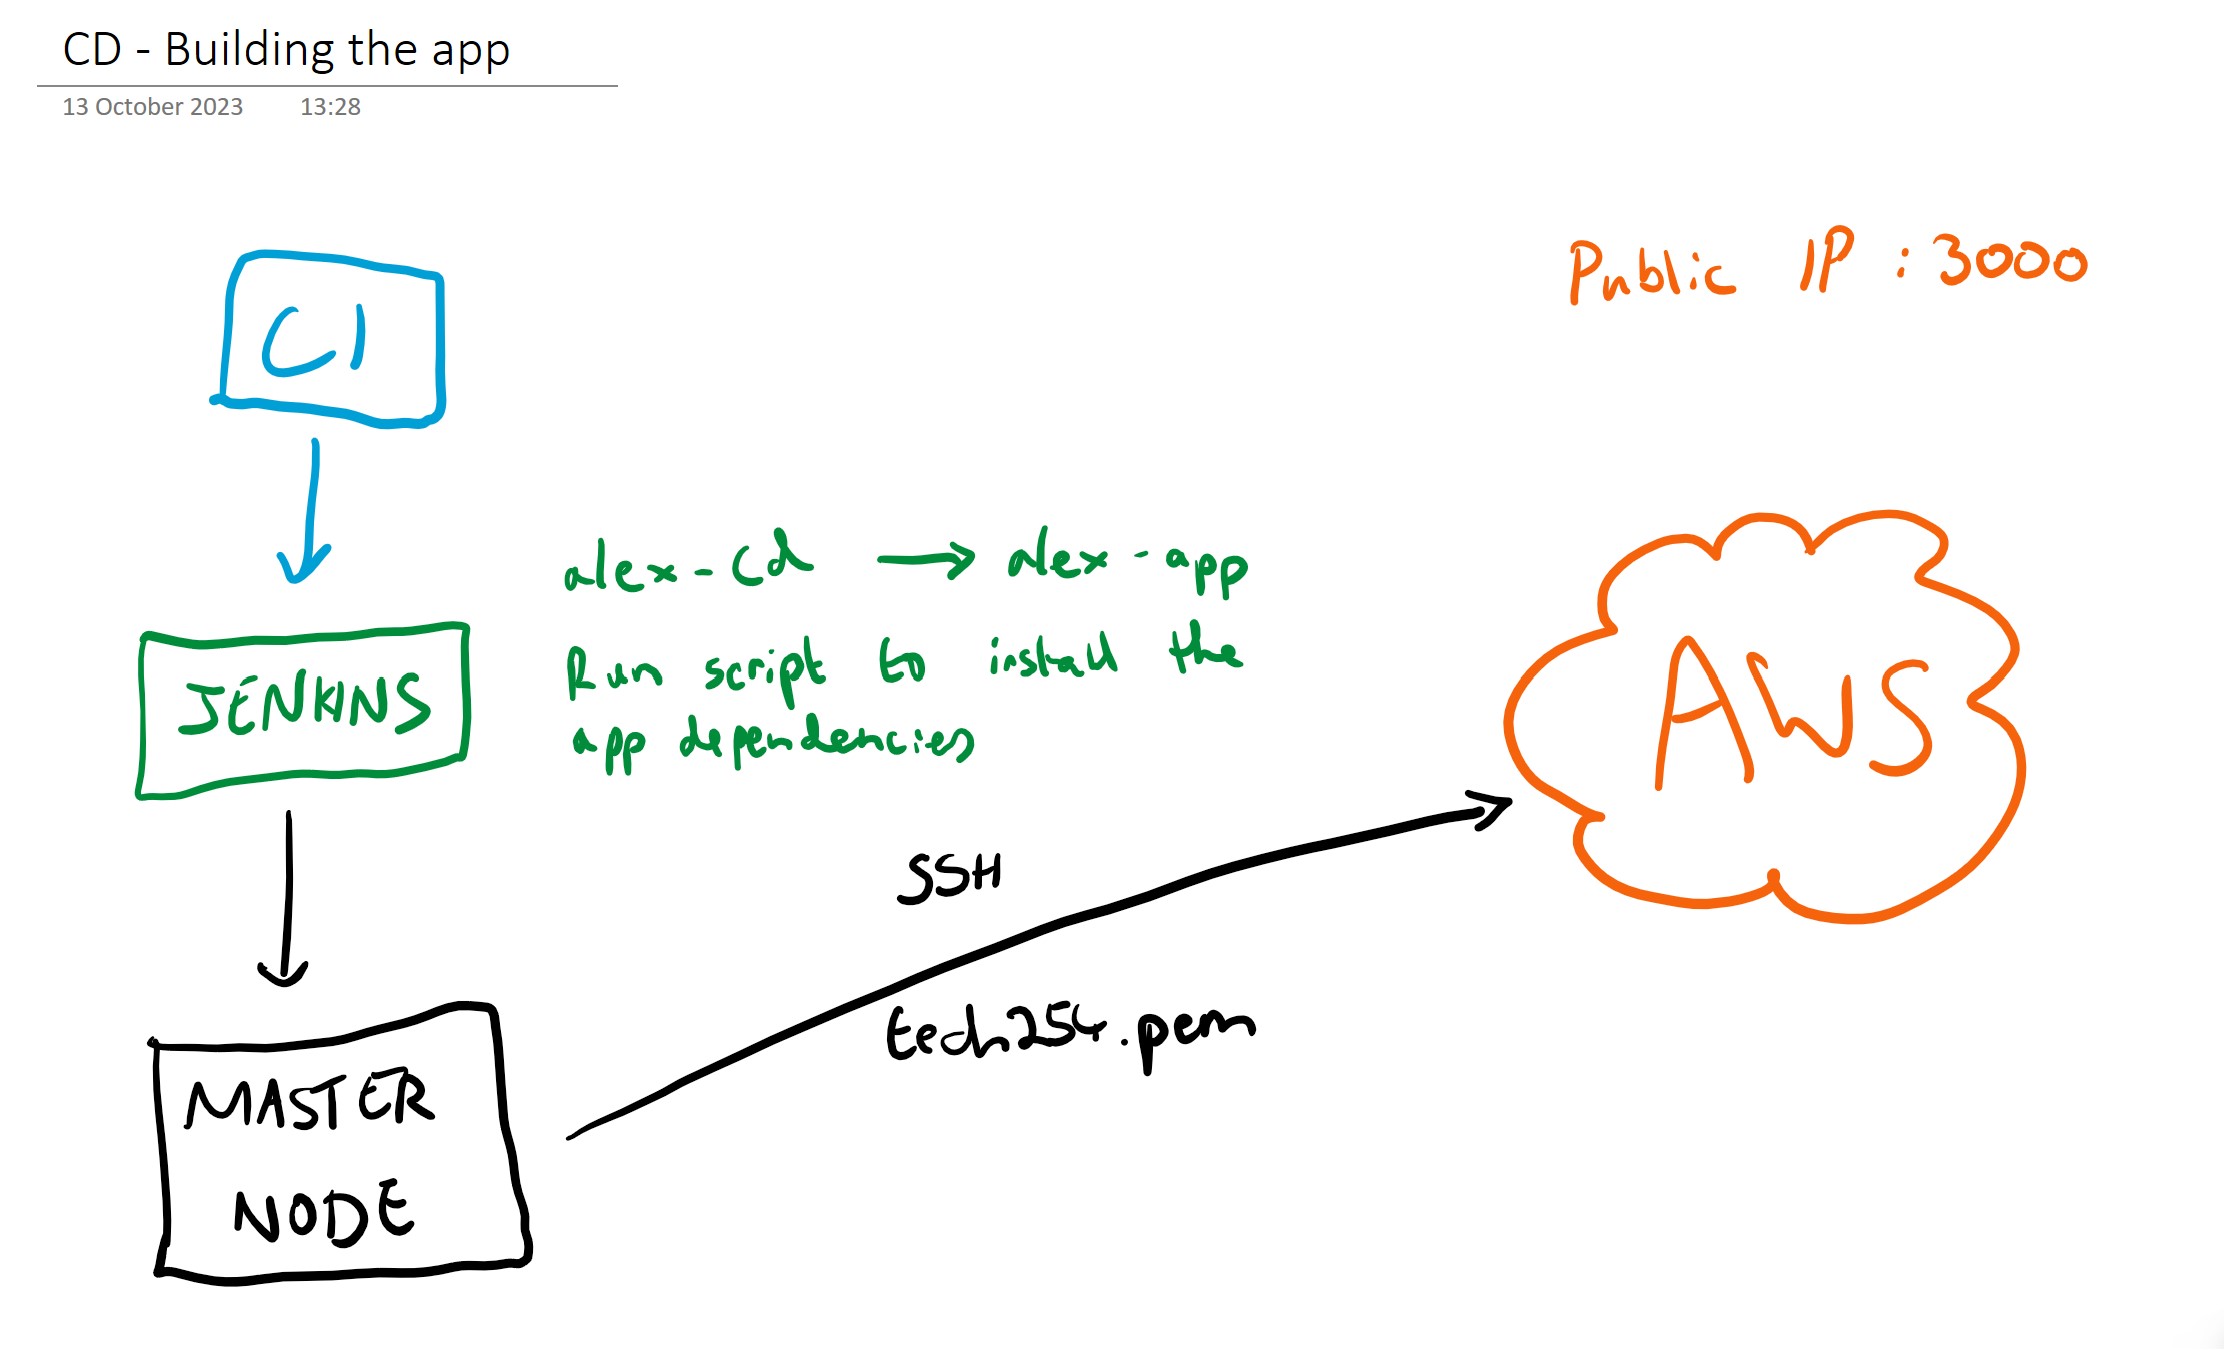 CD - Building the app
13 October 2023 13:28
Public IP : 3000
CI
alex-cd → alex-app
Run script to install the
app dependencies
JENKINS
AWS
SSH
tech254.pem
MASTER
NODE